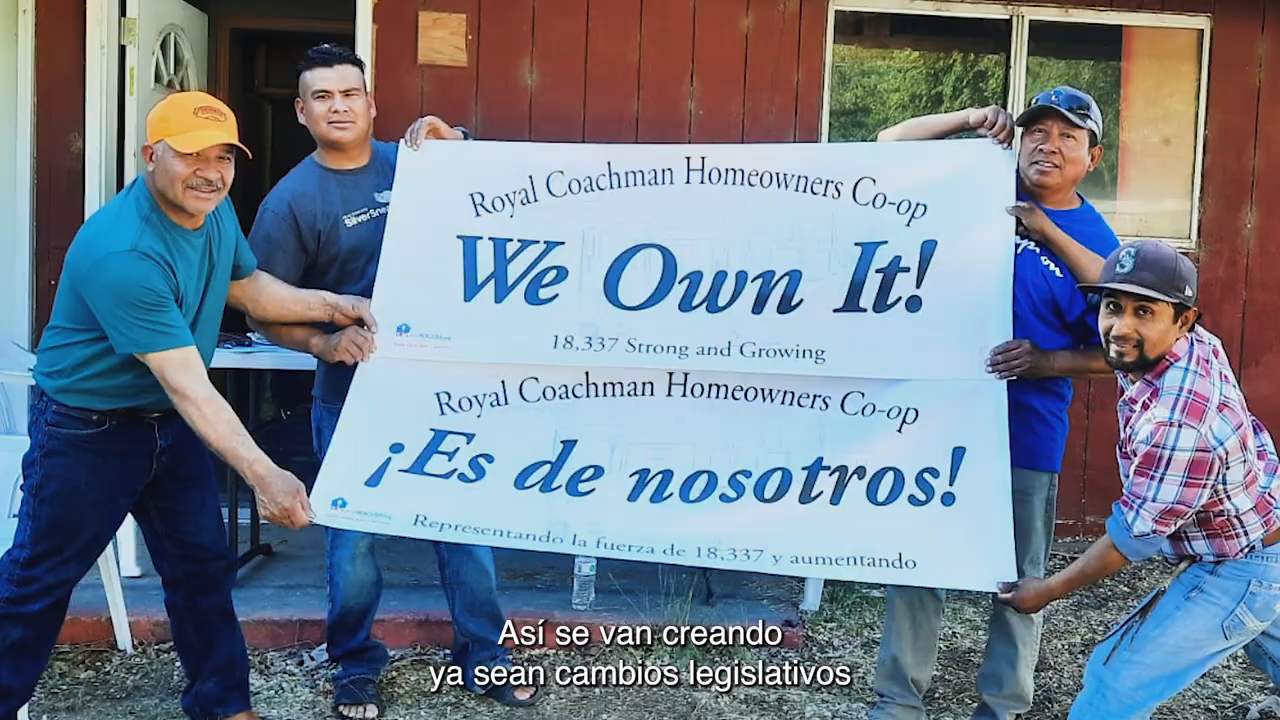 Royal Coachman Homeowners Co-op
We Own It!
18,337 Strong and Growing
Royal Coachman Homeowners Co-op
¡Es de nosotros!
Representando la fuerza de 18,337 y aumentando
Así se van creando
ya sean cambios legislativos